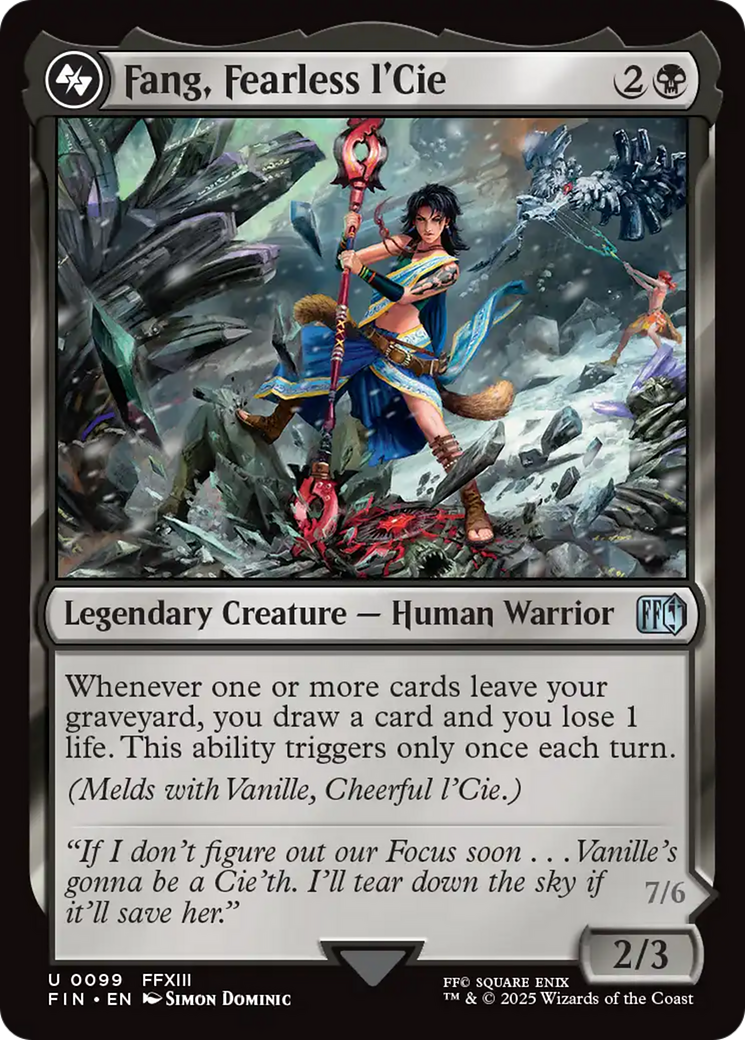 Fang, Fearless l'Cie 2
Legendary Creature — Human Warrior FF
Whenever one or more cards leave your
graveyard, you draw a card and you lose 1
life. This ability triggers only once each turn.
(Melds with Vanille, Cheerful l'Cie.)
“If I don't figure out our Focus soon . . . Vanille's
gonna be a Cie'th. I'll tear down the sky if
it'll save her.”
7/6
2/3
U 0099 FFXIII
FIN • EN Simon Dominic
FF© SQUARE ENIX
™ & © 2025 Wizards of the Coast